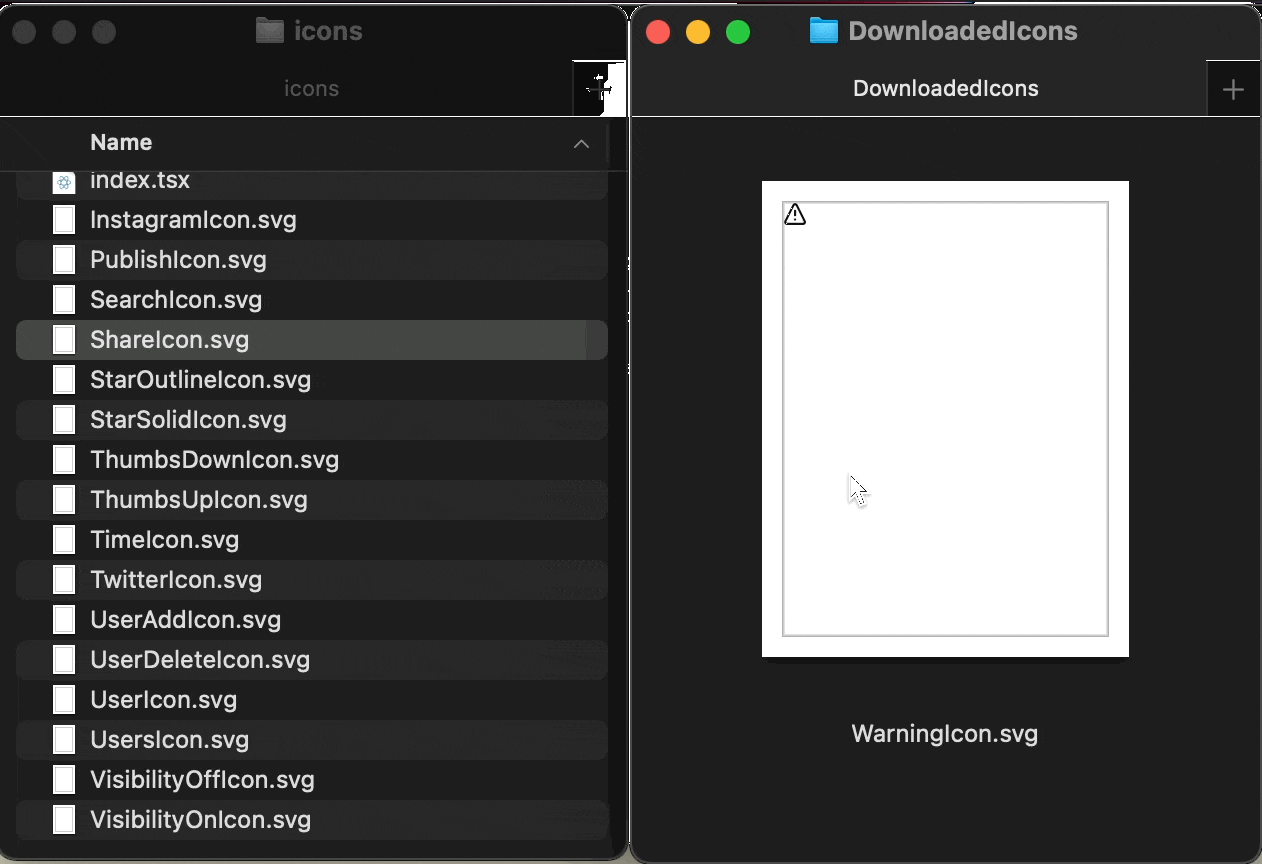 icons
icons
Name
index.tsx
InstagramIcon.svg
PublishIcon.svg
SearchIcon.svg
ShareIcon.svg
StarOutlineIcon.svg
StarSolidIcon.svg
ThumbsDownIcon.svg
ThumbsUpIcon.svg
TimeIcon.svg
TwitterIcon.svg
UserAddIcon.svg
UserDeleteIcon.svg
UserIcon.svg
UsersIcon.svg
VisibilityOffIcon.svg
VisibilityOnIcon.svg
DownloadedIcons
DownloadedIcons
WarningIcon.svg